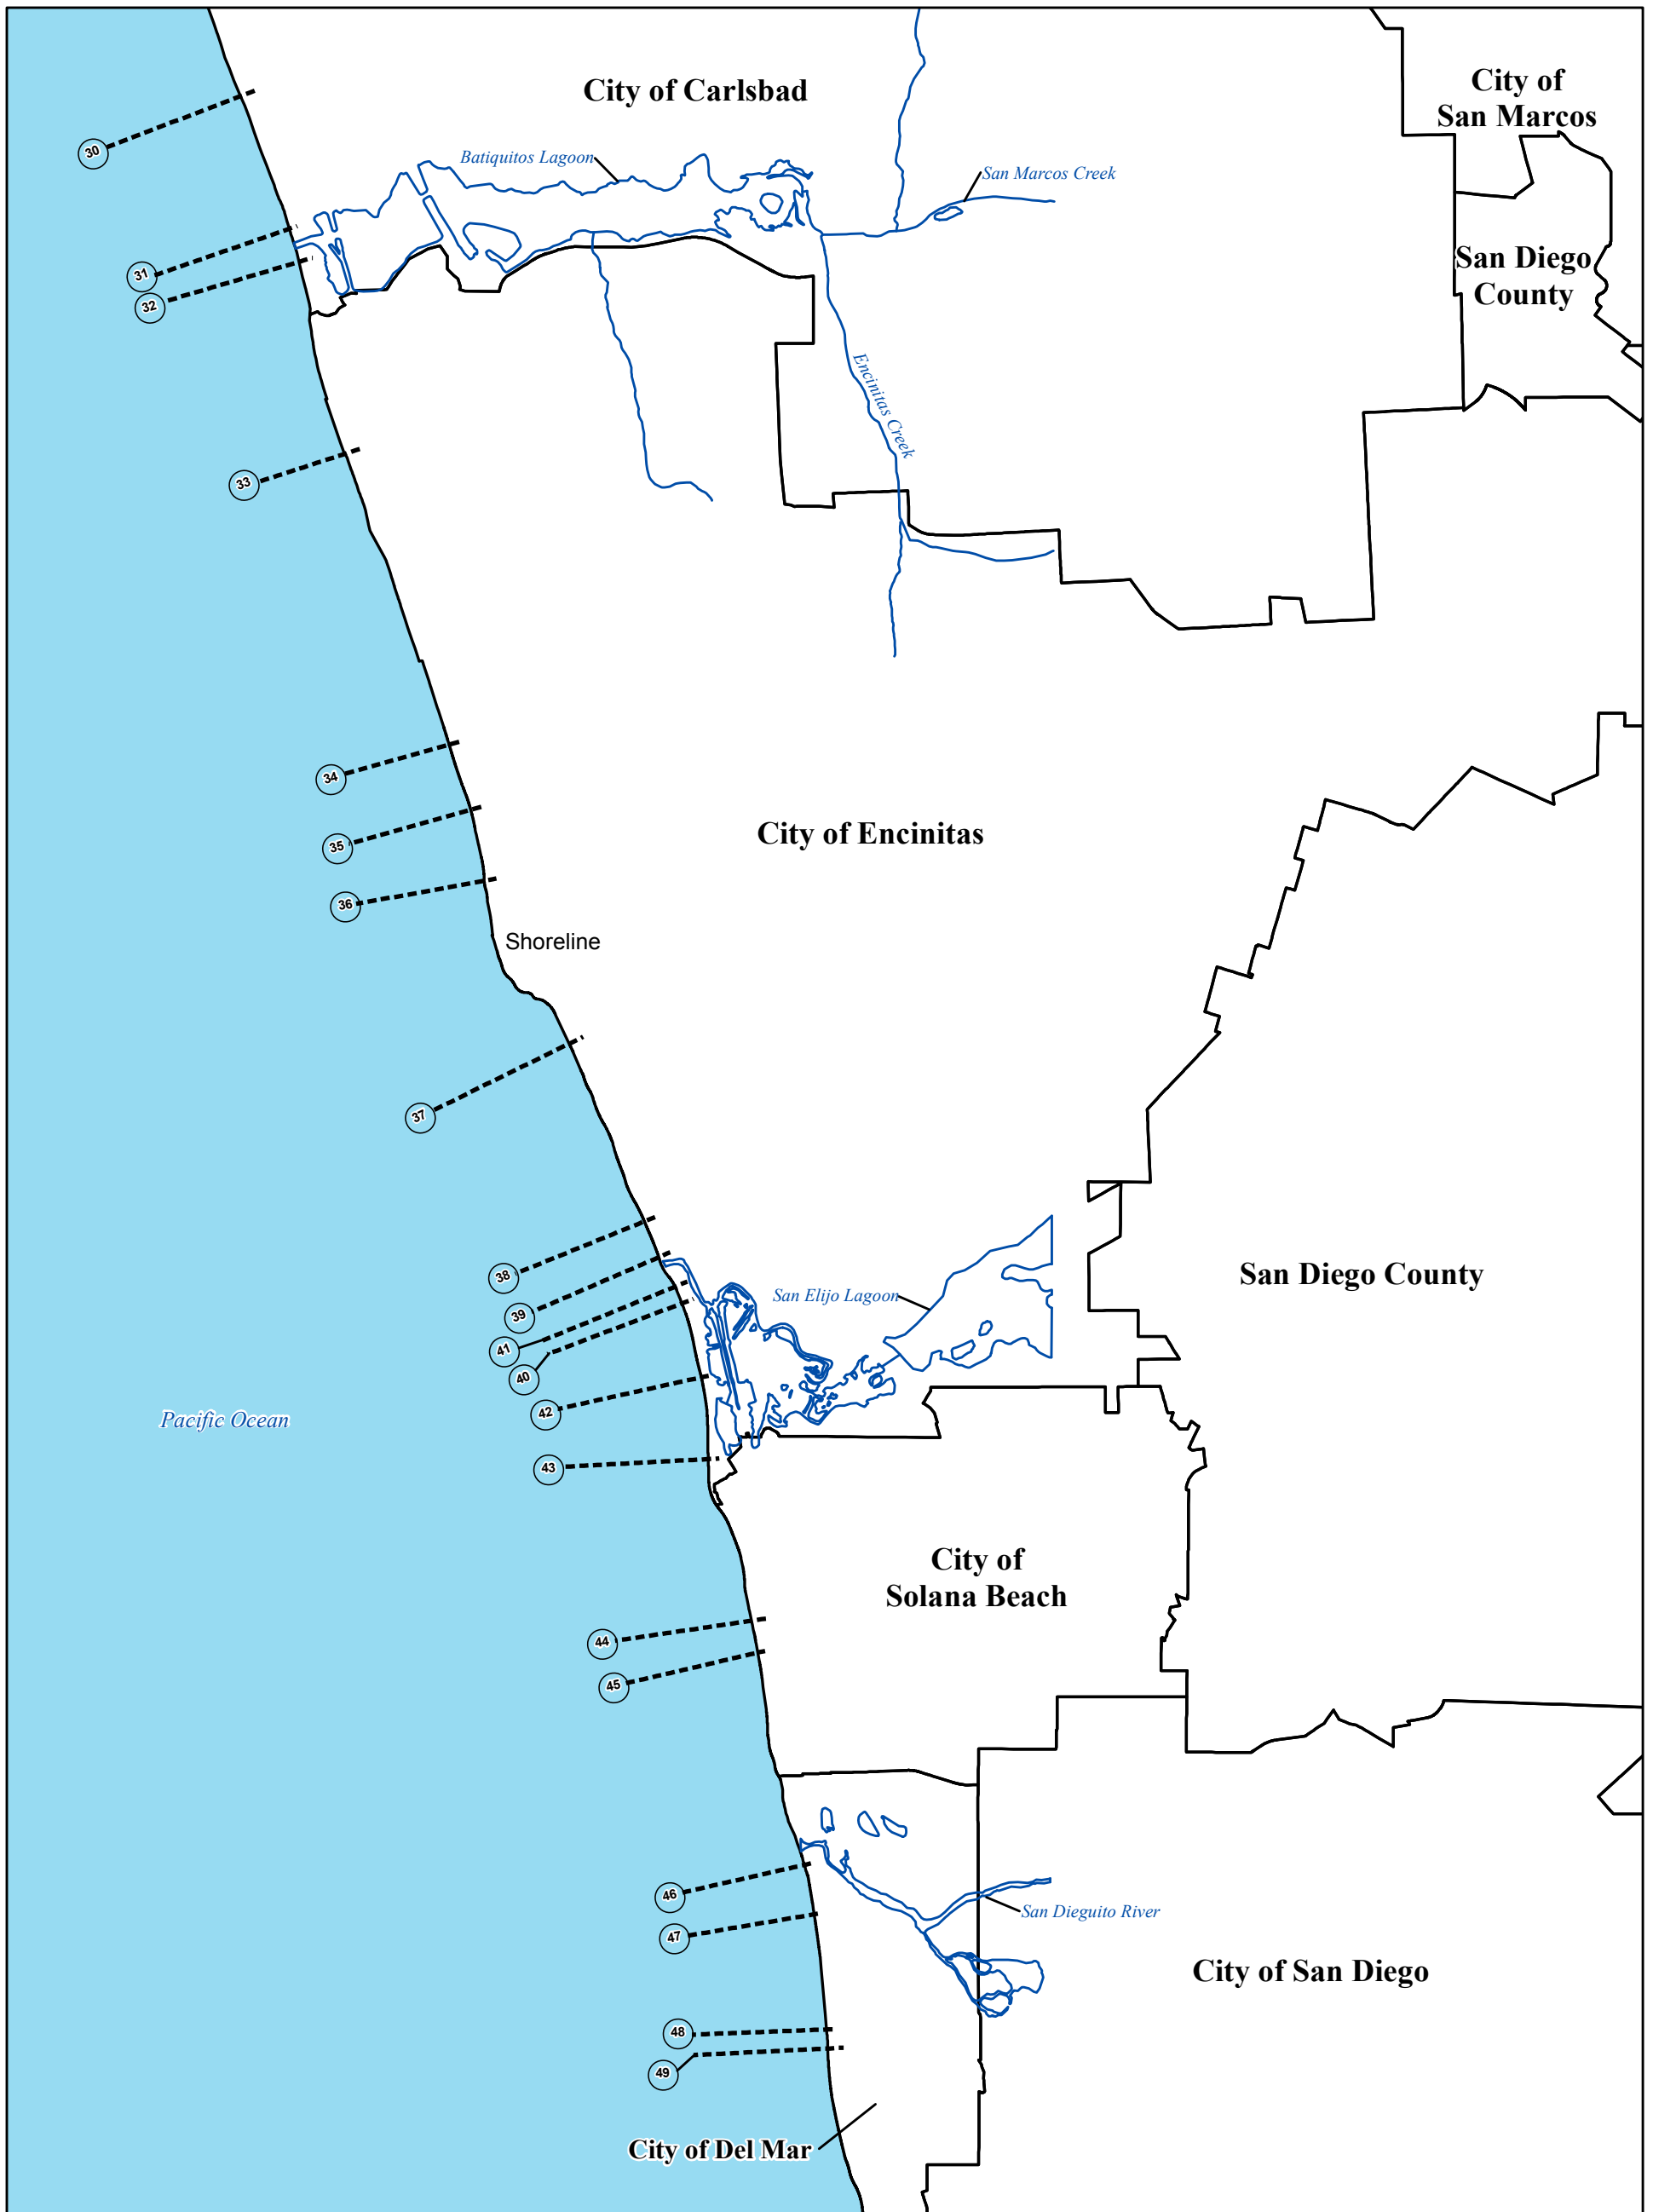 City of
San Marcos
City of Carlsbad
30
Batiquitos Lagoon
San Marcos Creek
San Diego
County
31
32
Encinitas Creek
33
34
City of Encinitas
35
36
Shoreline
37
38
San Diego County
San Elijo Lagoon
39
41
40
42
Pacific Ocean
43
City of
Solana Beach
44
45
46
San Dieguito River
47
City of San Diego
48
49
City of Del Mar